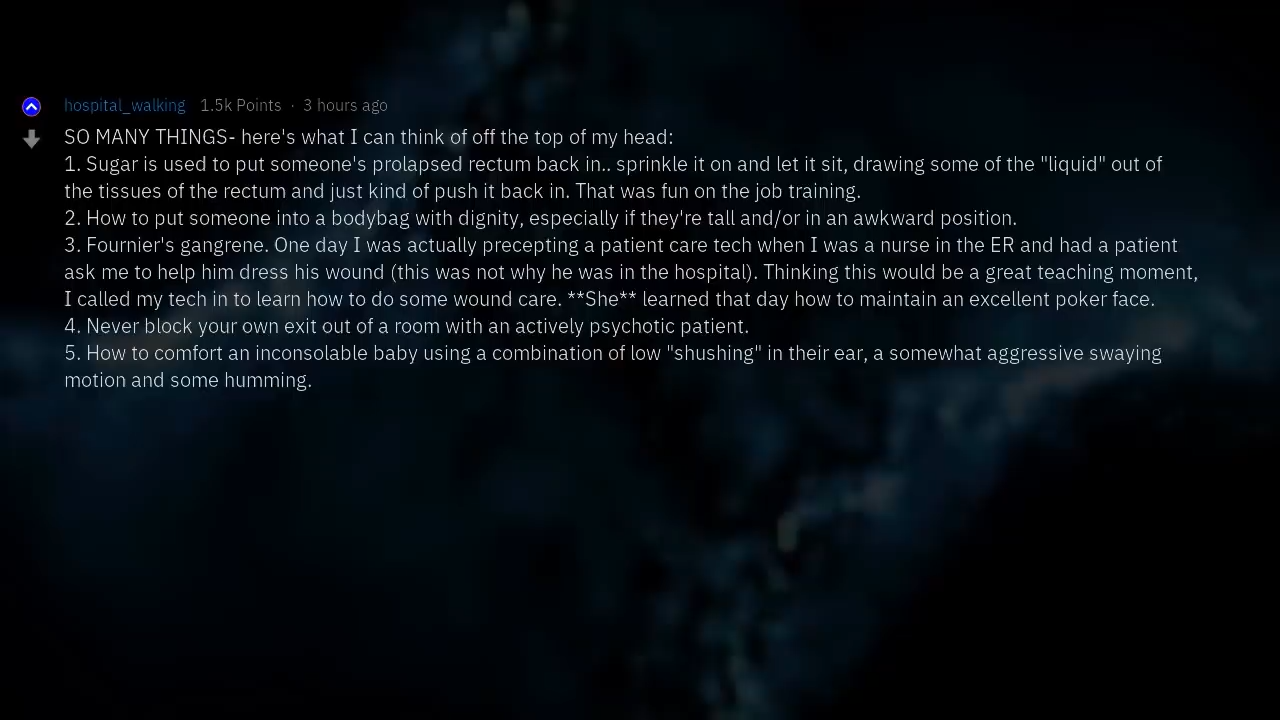 hospital_walking 1.5k Points · 3 hours ago
SO MANY THINGS- here's what I can think of off the top of my head:
1. Sugar is used to put someone's prolapsed rectum back in.. sprinkle it on and let it sit, drawing some of the "liquid" out of
the tissues of the rectum and just kind of push it back in. That was fun on the job training.
2. How to put someone into a bodybag with dignity, especially if they're tall and/or in an awkward position.
3. Fournier's gangrene. One day I was actually precepting a patient care tech when I was a nurse in the ER and had a patient
ask me to help him dress his wound (this was not why he was in the hospital). Thinking this would be a great teaching moment,
I called my tech in to learn how to do some wound care. **She** learned that day how to maintain an excellent poker face.
4. Never block your own exit out of a room with an actively psychotic patient.
5. How to comfort an inconsolable baby using a combination of low "shushing" in their ear, a somewhat aggressive swaying
motion and some humming.